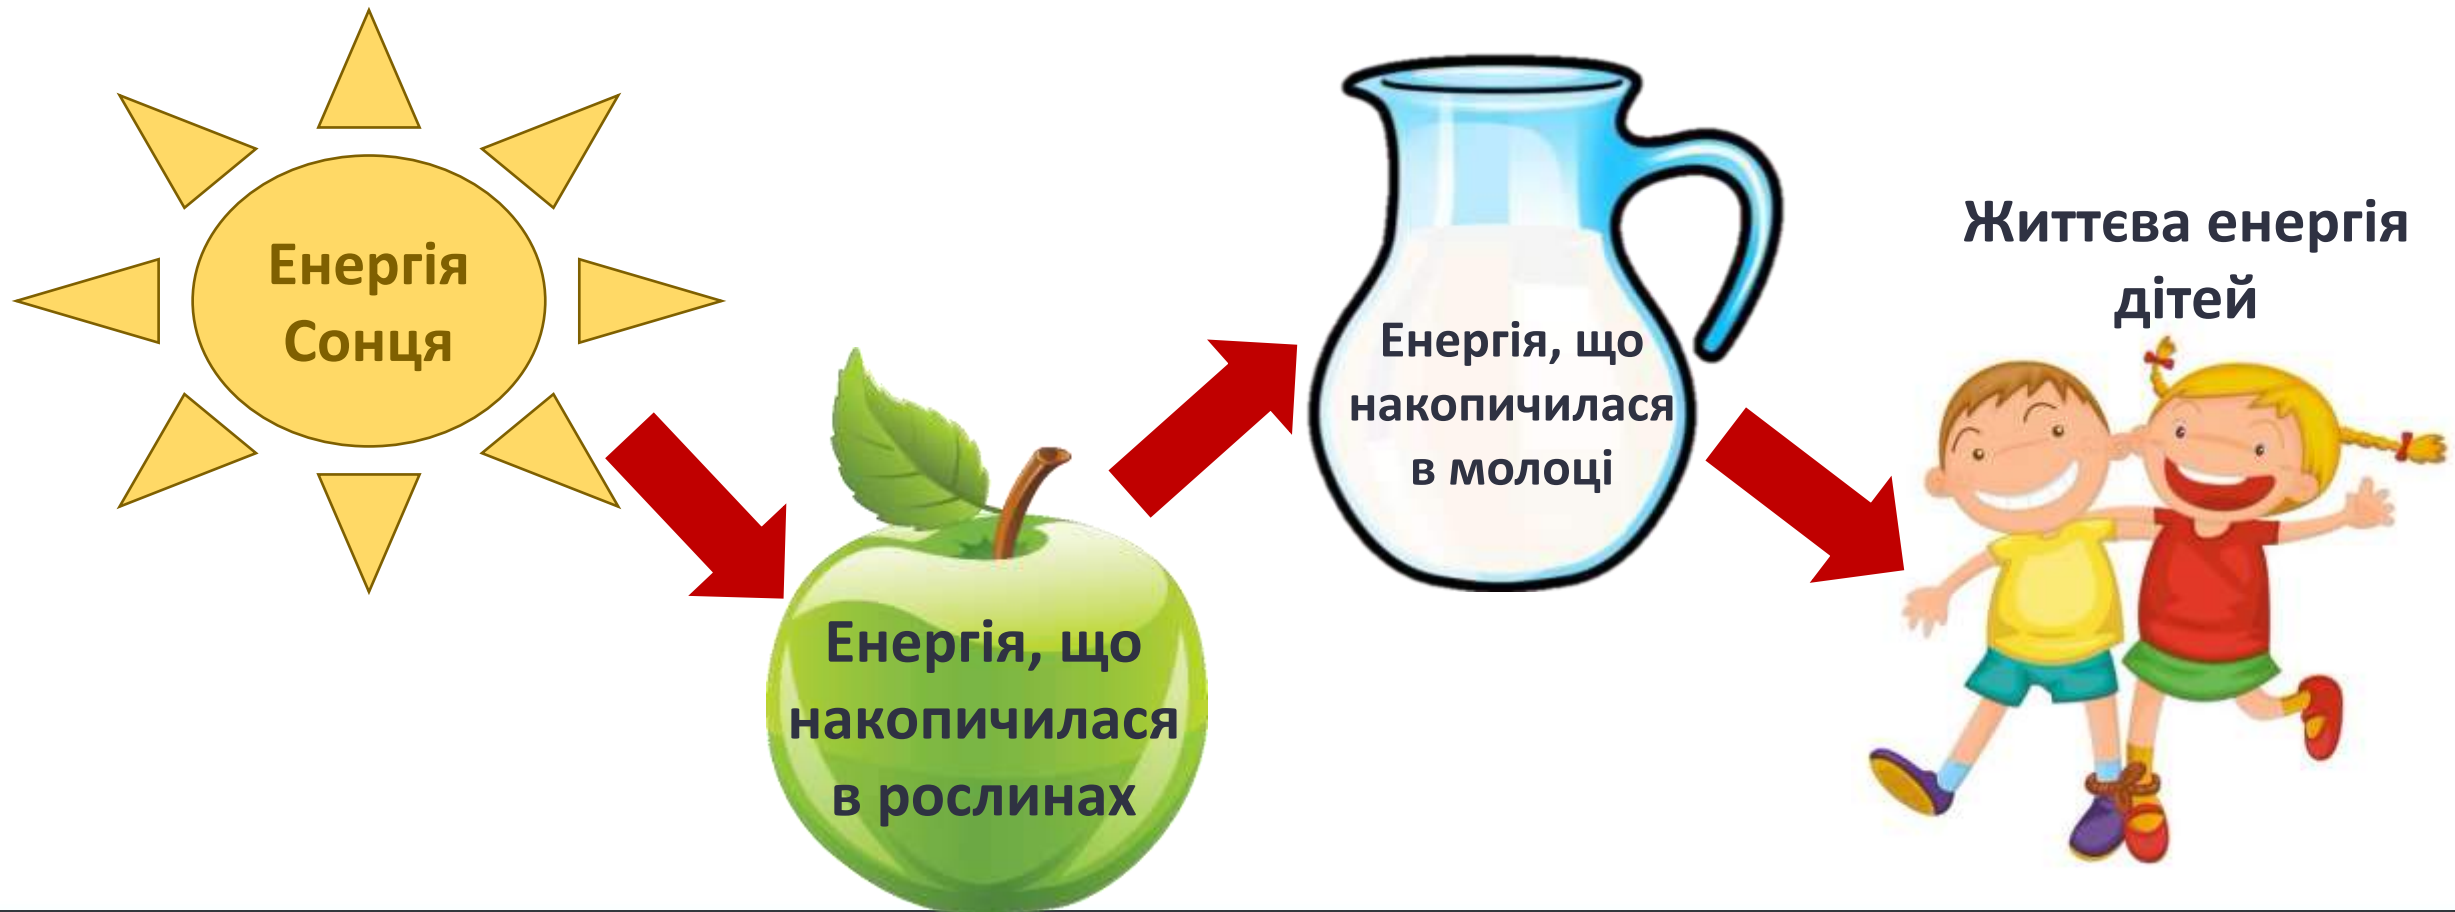 Енергія
Сонця
Енергія, що
накопичилася
в рослинах
Енергія, що
накопичилася
в молоці
Життєва енергія
дітей